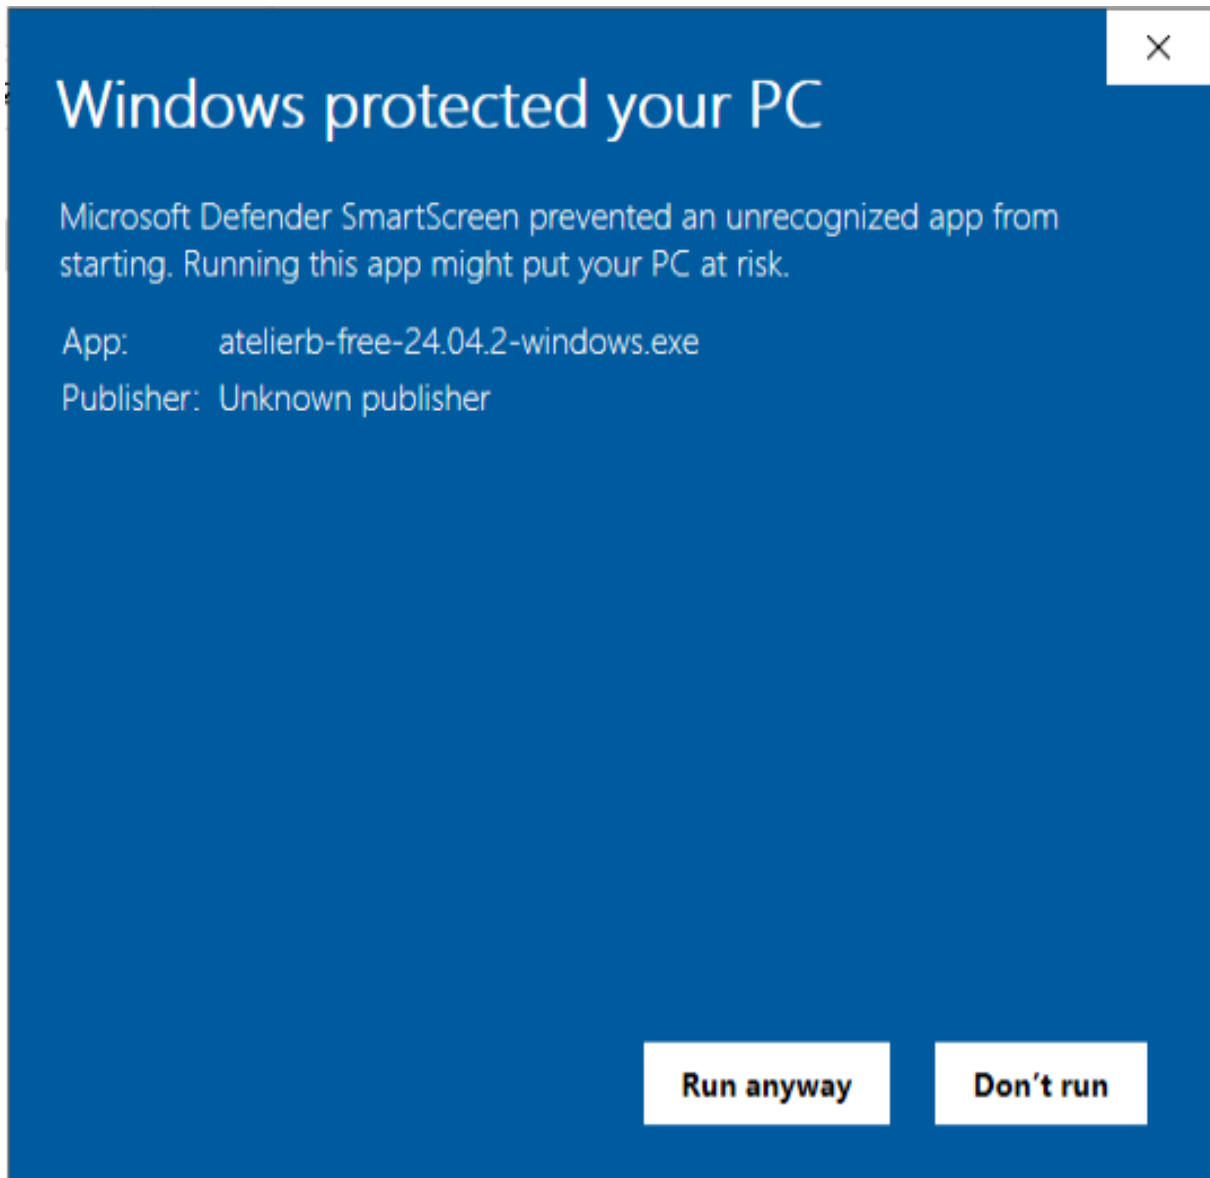 Windows protected your PC
Microsoft Defender SmartScreen prevented an unrecognized app from
starting. Running this app might put your PC at risk.
App: atelierb-free-24.04.2-windows.exe
Publisher: Unknown publisher
Run anyway Don’t run